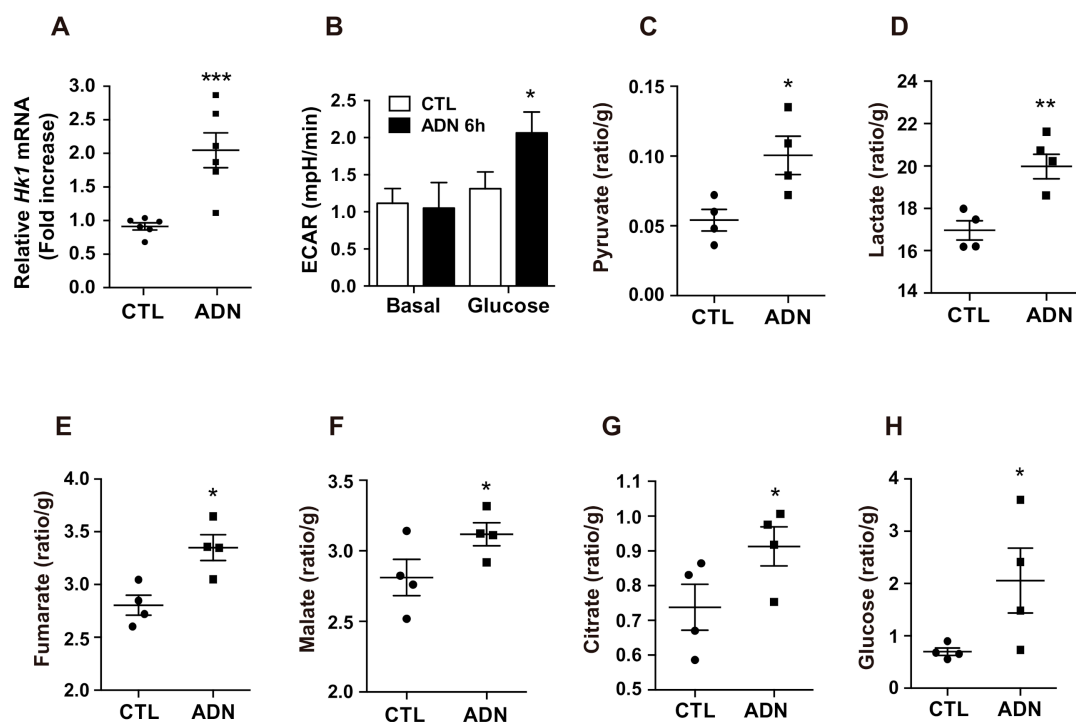 A
Relative Hk1 mRNA
(Fold increase)
***
3.0
2.5
2.0
1.5
1.0
0.5
0.0
CTL
ADN
B
ECAR (mpH/min)
CTL
ADN 6h
*
2.5
2.0
1.5
1.0
0.5
0.0
Basal
Glucose
C
Pyruvate (ratio/g)
*
0.15
0.10
0.05
0.00
CTL
ADN
D
Lactate (ratio/g)
**
24
22
20
18
16
14
CTL
ADN
E
Fumarate (ratio/g)
*
4.0
3.5
3.0
2.5
2.0
CTL
ADN
F
Malate (ratio/g)
*
3.5
3.0
2.5
2.0
CTL
ADN
G
Citrate (ratio/g)
*
1.1
1.0
0.9
0.8
0.7
0.6
0.5
CTL
ADN
H
Glucose (ratio/g)
*
4
3
2
1
0
CTL
ADN